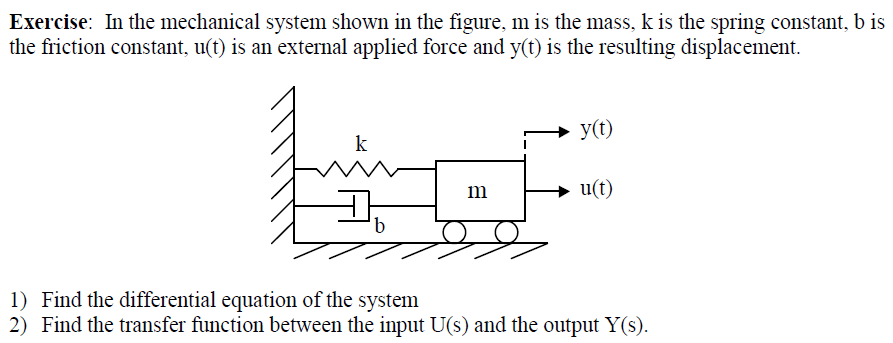 Exercise: In the mechanical system shown in the figure, m is the mass, k is the spring constant, b is
the friction constant, u(t) is an external applied force and y(t) is the resulting displacement.
y(t)
k
m
u(t)
b
1) Find the differential equation of the system
2) Find the transfer function between the input U(s) and the output Y(s).